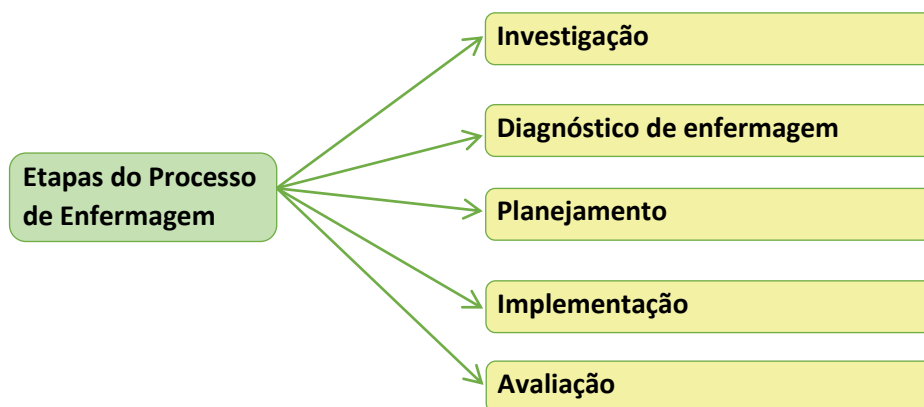 Etapas do Processo
de Enfermagem
Investigação
Diagnóstico de enfermagem
Planejamento
Implementação
Avaliação